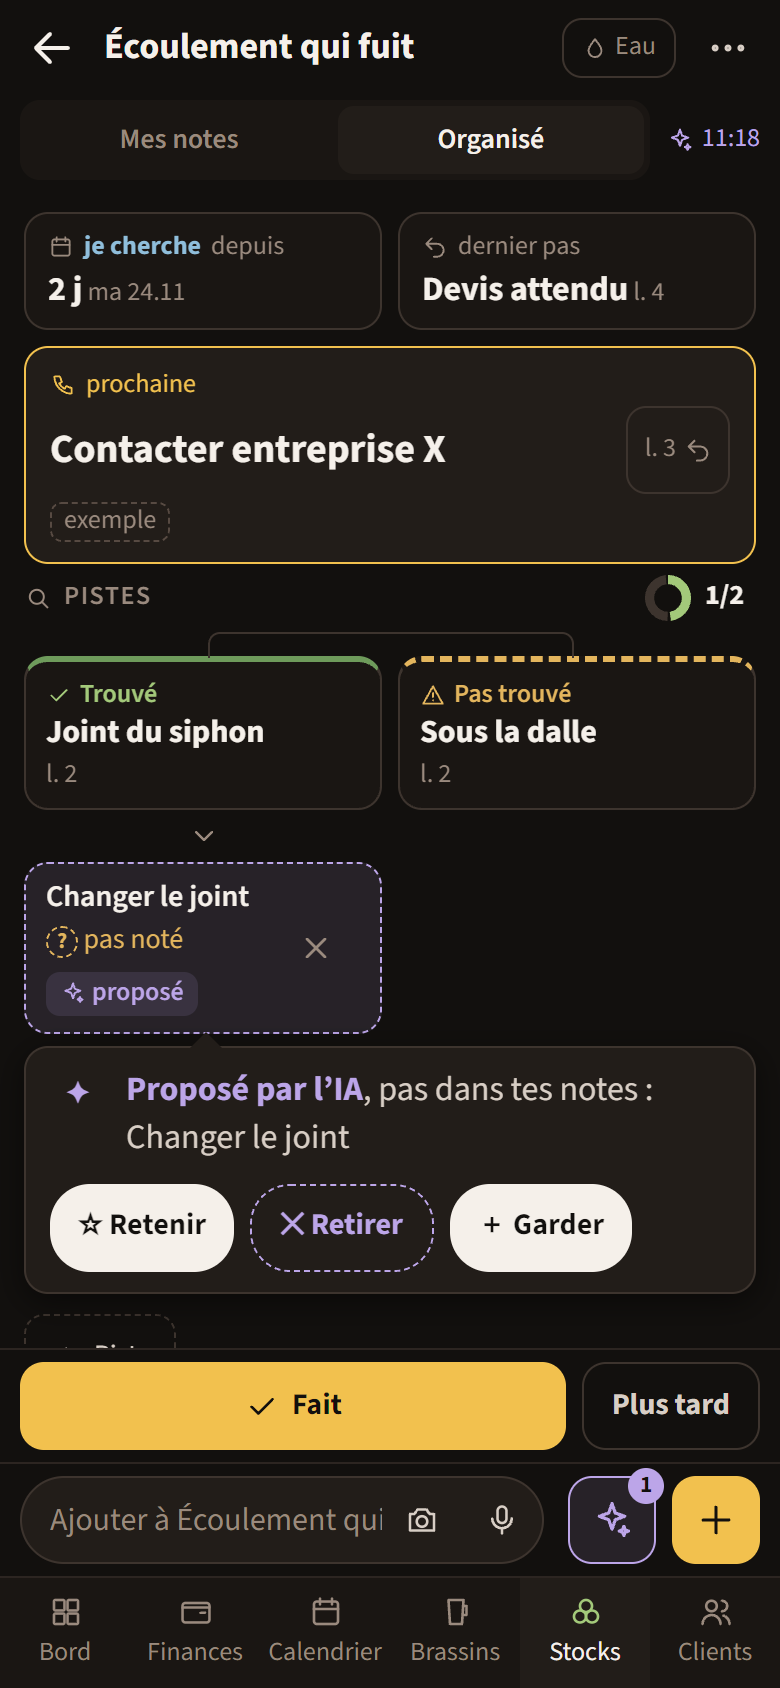 Écoulement qui fuit
Eau
Mes notes
Organisé
11:18
je cherche depuis
2 j ma 24.11
dernier pas
Devis attendu l. 4
prochaine
Contacter entreprise X
l. 3
exemple
PISTES
1/2
Trouvé
Joint du siphon
l. 2
Pas trouvé
Sous la dalle
l. 2
Changer le joint
? pas noté
proposé
Proposé par l’IA, pas dans tes notes :
Changer le joint
Retenir
Retirer
+ Garder
Fait
Plus tard
Ajouter à Écoulement qui
1
Bord
Finances
Calendrier
Brassins
Stocks
Clients